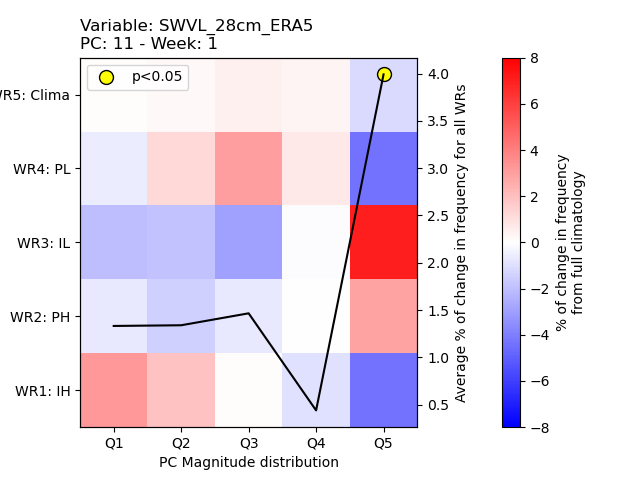 Variable: SWVL_28cm_ERA5
PC: 11 - Week: 1
p<0.05
WR5: Clima
WR4: PL
WR3: IL
WR2: PH
WR1: IH
Q1 Q2 Q3 Q4 Q5
PC Magnitude distribution
4.0
3.5
3.0
2.5
2.0
1.5
1.0
0.5
Average % of change in frequency for all WRs
8
6
4
2
0
−2
−4
−6
−8
% of change in frequency
from full climatology